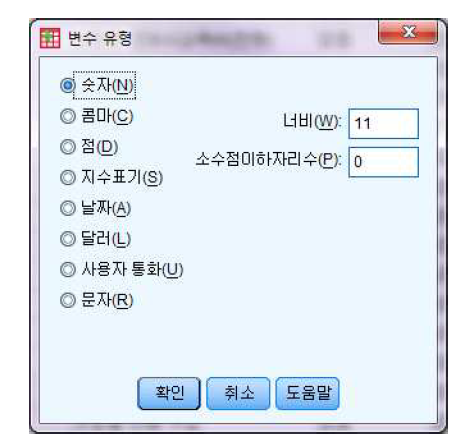 변수 유형
숫자(N)
콤마(C)
너비(W): 11
점(D)
소수점이하자리수(P): 0
지수표기(S)
날짜(A)
달러(L)
사용자 통화(U)
문자(R)
확인 취소 도움말